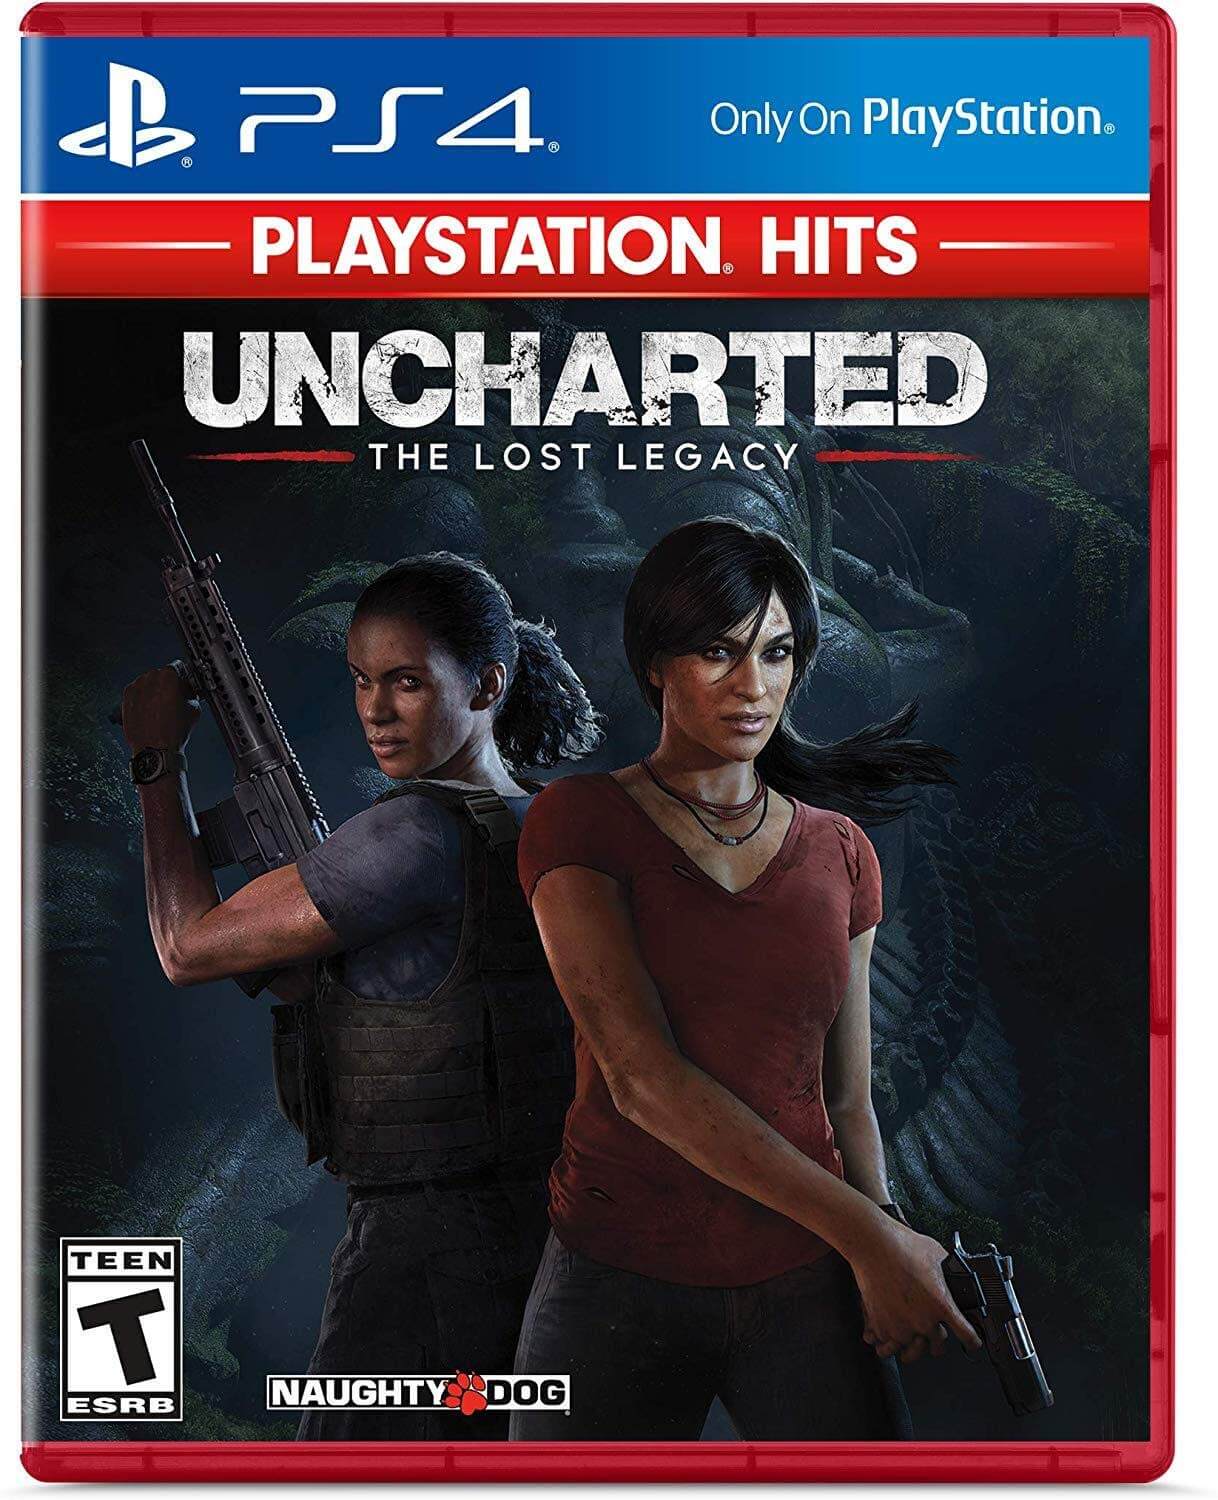 PS4®
Only On PlayStation®
PLAYSTATION® HITS
UNCHARTED
THE LOST LEGACY
TEEN
T
ESRB
®
NAUGHTY DOG